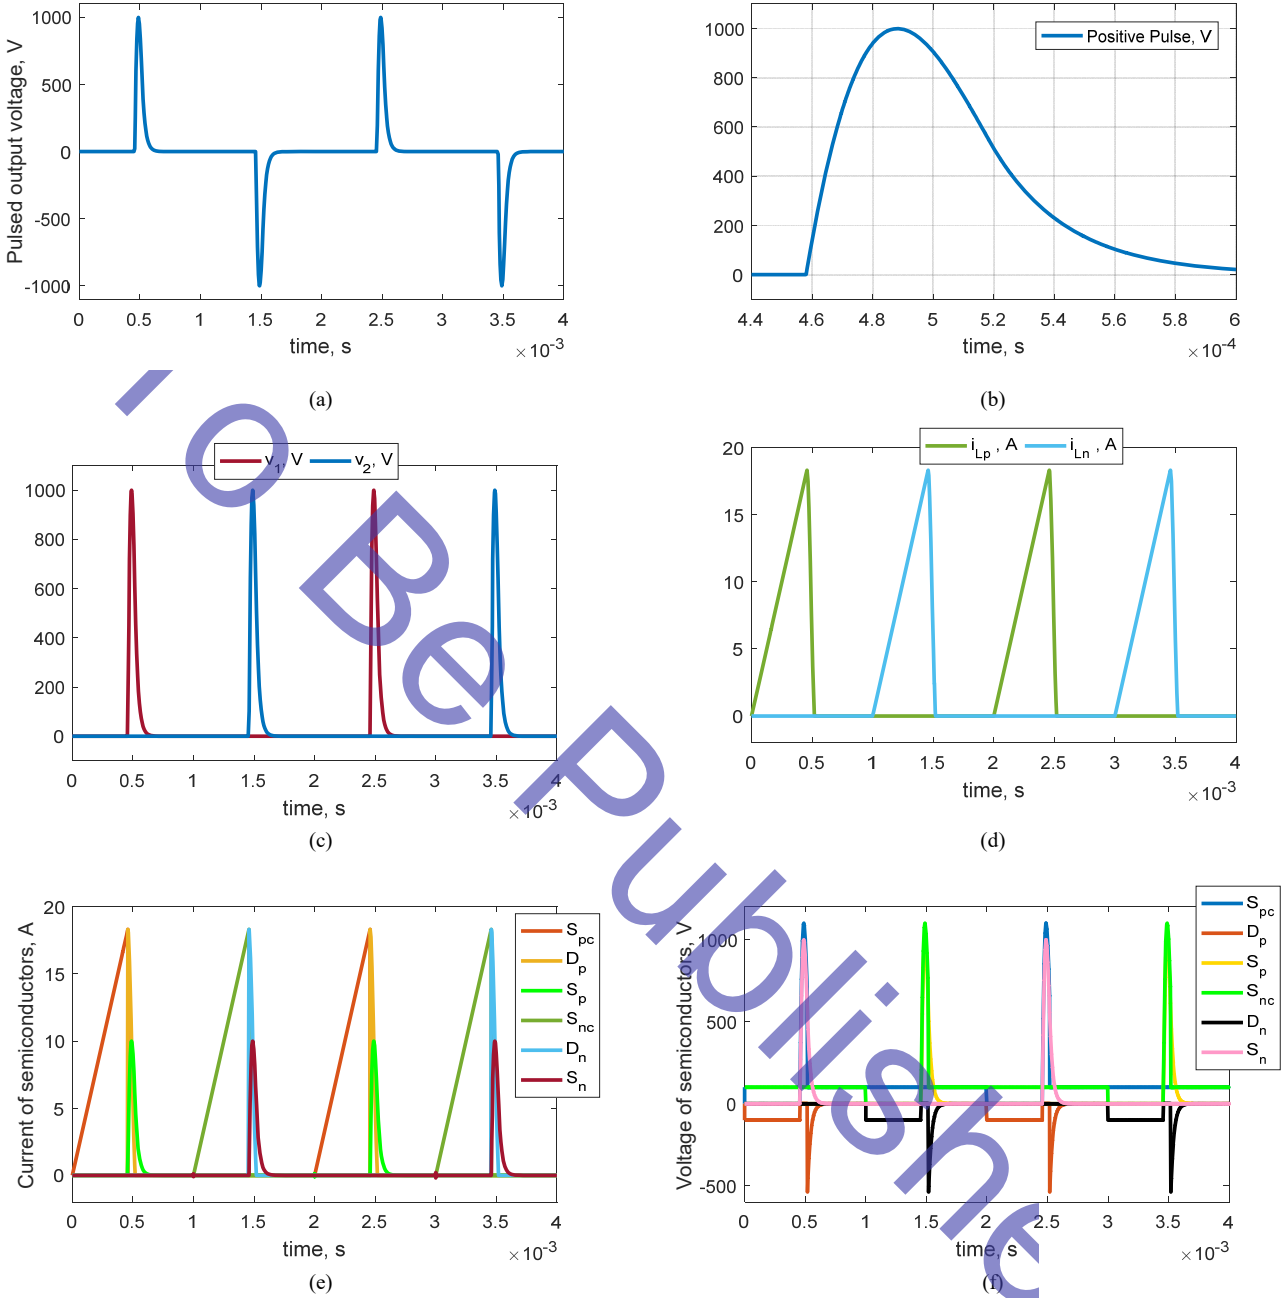 Pulsed output voltage, V
1000
500
0
-500
-1000
0 0.5 1 1.5 2 2.5 3 3.5 4
time, s
×10-3
(a)
Positive Pulse, V
1000
800
600
400
200
0
4.4 4.6 4.8 5 5.2 5.4 5.6 5.8 6
time, s
×10-4
(b)
v1, V v2, V
1000
800
600
400
200
0
0 0.5 1 1.5 2 2.5 3 3.5 4
time, s
×10-3
(c)
iLp , A iLn , A
20
15
10
5
0
0 0.5 1 1.5 2 2.5 3 3.5 4
time, s
×10-3
(d)
Current of semiconductors, A
20
15
10
5
0
Spc
Dp
Sp
Snc
Dn
Sn
0 0.5 1 1.5 2 2.5 3 3.5 4
time, s
×10-3
(e)
Voltage of semiconductors, V
1000
500
0
-500
Spc
Dp
Sp
Snc
Dn
Sn
0 0.5 1 1.5 2 2.5 3 3.5 4
time, s
×10-3
(f)
To Be Publishe